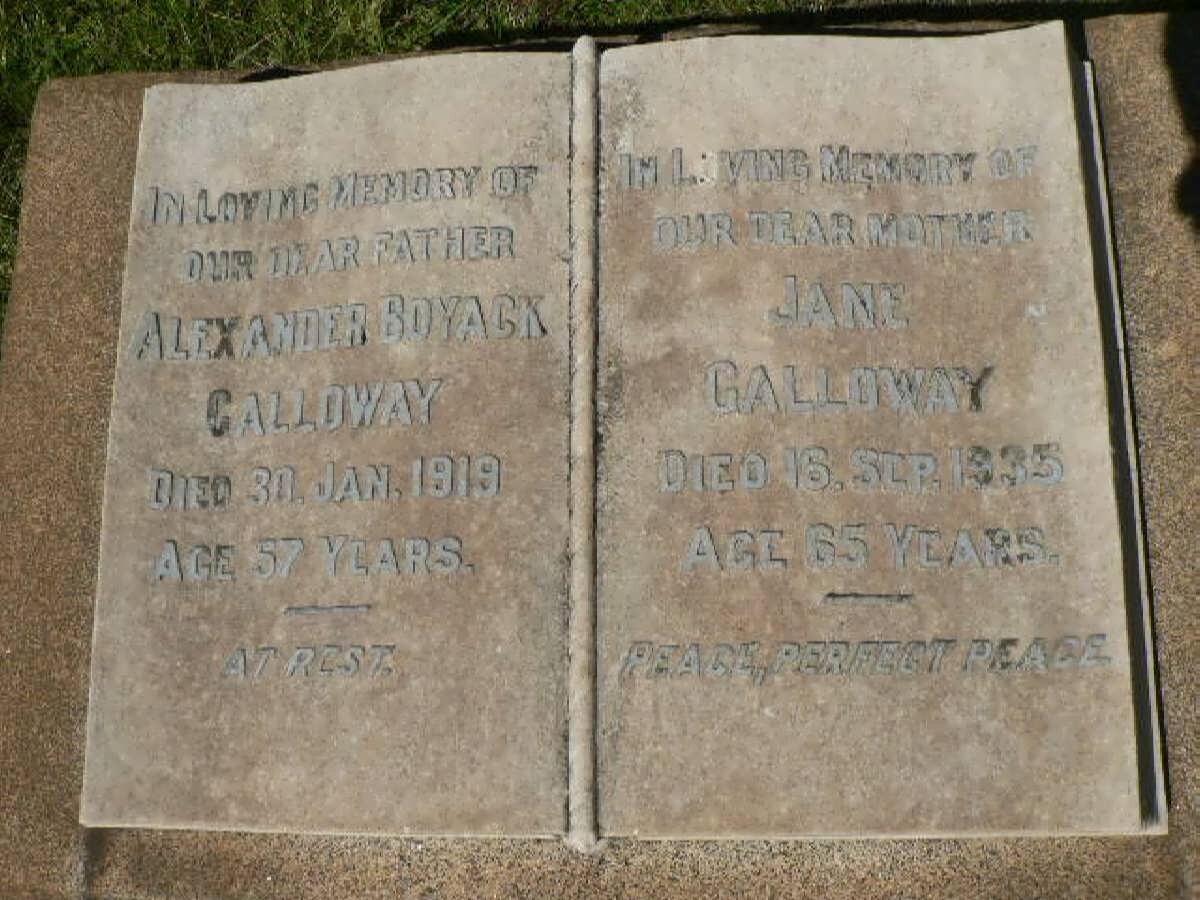 IN LOVING MEMORY OF
OUR DEAR FATHER
ALEXANDER BOYACK
GALLOWAY
DIED 30. JAN. 1919
AGE 57 YEARS.
AT REST.
IN LOVING MEMORY OF
OUR DEAR MOTHER
JANE
GALLOWAY
DIED 16. SEP. 1935
AGE 65 YEARS.
PEACE, PERFECT PEACE.